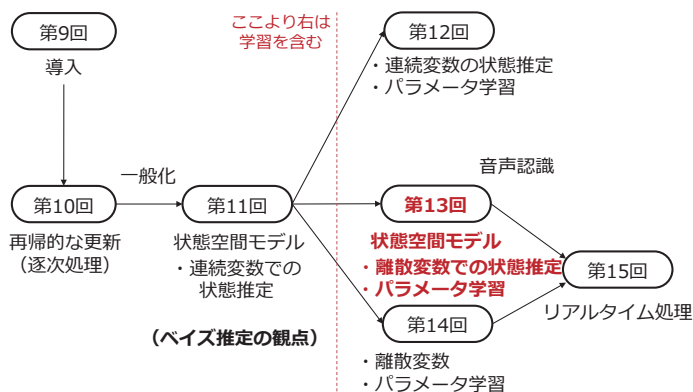 第9回
導入
ここより右は
学習を含む
第12回
・連続変数の状態推定
・パラメータ学習
一般化
音声認識
第10回
再帰的な更新
(逐次処理)
第11回
状態空間モデル
・連続変数での
状態推定
第13回
状態空間モデル
・離散変数での状態推定
・パラメータ学習
第15回
リアルタイム処理
(ベイズ推定の観点)
第14回
・離散変数
・パラメータ学習